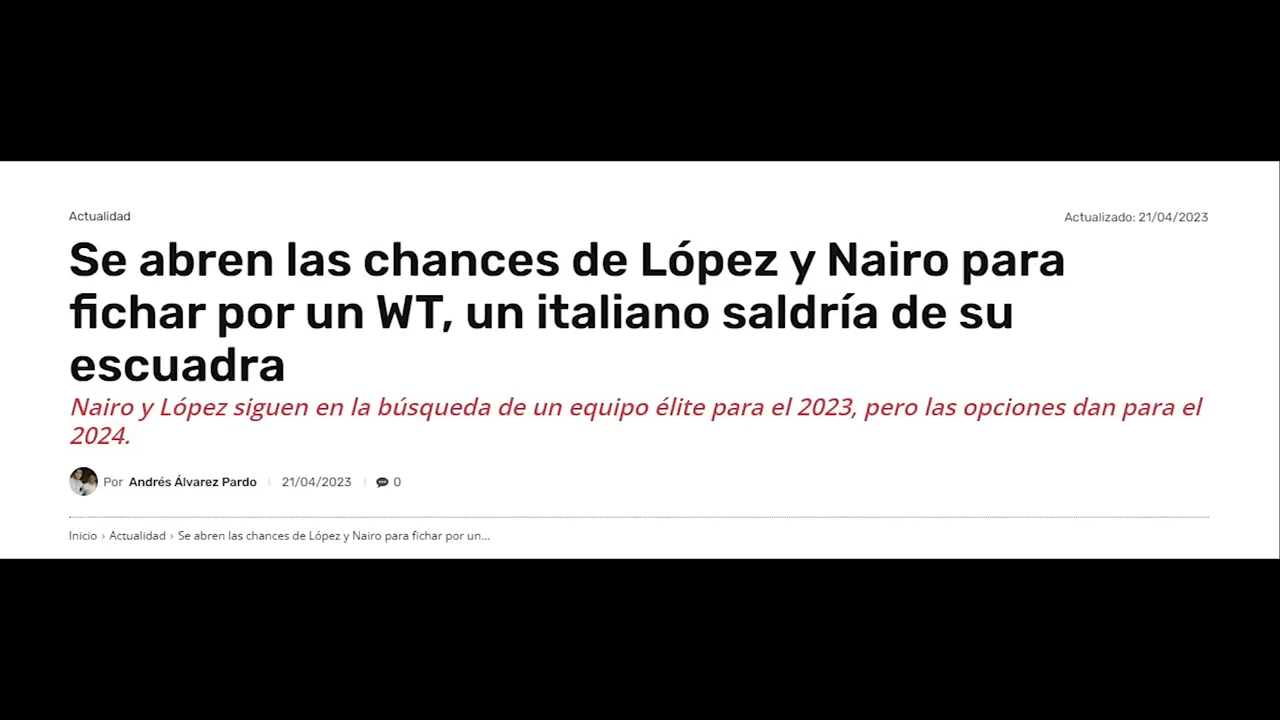 Actualidad
Actualizado: 21/04/2023
Se abren las chances de López y Nairo para
fichar por un WT, un italiano saldría de su
escuadra
Nairo y López siguen en la búsqueda de un equipo élite para el 2023, pero las opciones dan para el
2024.
Por Andrés Álvarez Pardo 21/04/2023 0
Inicio › Actualidad › Se abren las chances de López y Nairo para fichar por un...